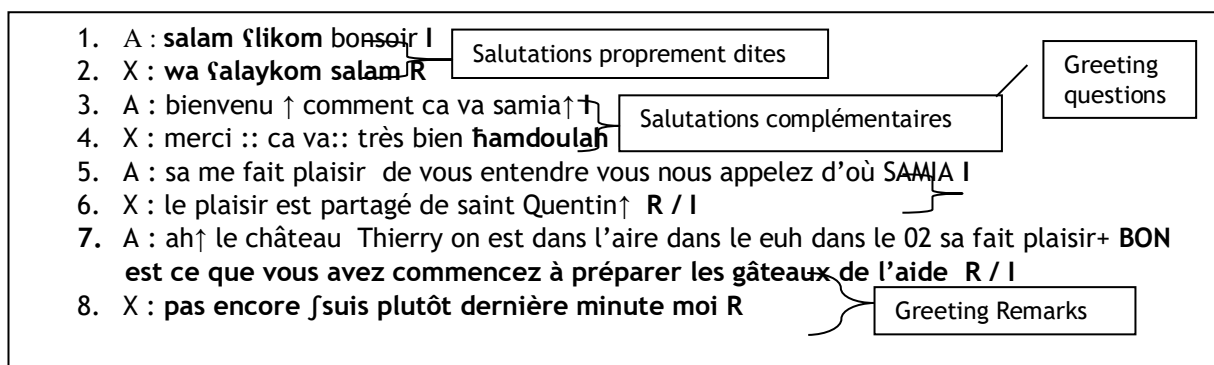 1. A : salam ʕlikom bonsoir I
Salutations proprement dites
2. X : wa ʕalaykom salam R
Greeting
questions
3. A : bienvenu ↑ comment ca va samia↑ I
Salutations complémentaires
4. X : merci :: ca va:: très bien ħamdoulah
5. A : sa me fait plaisir de vous entendre vous nous appelez d’où SAMIA I
6. X : le plaisir est partagé de saint Quentin↑ R / I
7. A : ah↑ le château Thierry on est dans l’aire dans le euh dans le 02 sa fait plaisir+ BON
est ce que vous avez commencez à préparer les gâteaux de l’aide R / I
8. X : pas encore ʃsuis plutôt dernière minute moi R
Greeting Remarks